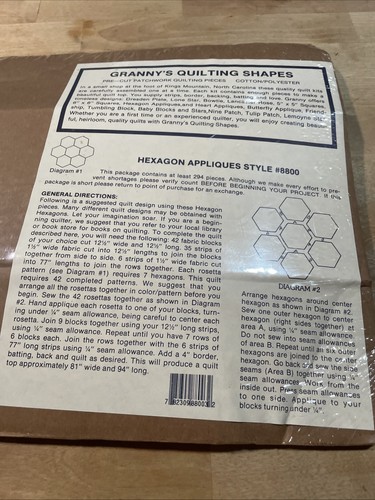 GRANNY'S QUILTING SHAPES
PRE-CUT PATCHWORK QUILTING PIECES COTTON/POLYESTER
In a small shop at the foot of Kings Mountain, North Carolina these quality quilt kits
are carefully assembled one at a time. Each kit contains enough pieces to make a
beautiful quilt top. You supply strips, border, backing, batting and love. Granny offers
timeless designs: Dresden Plate, Lone Star, Bowtie, Lancaster Rose, 5" x 5" Squares,
8" x 8" Squares, Hexagon Appliques, and Heart Appliques, Butterfly Applique, Friend-
ship, Tumbling Block, Baby Blocks and Stars, Nine Patch, Tulip Patch, Lemoyne Star.
Whether you are a first time or an experienced quilter, you will enjoy creating beauti-
ful, heirloom, quality quilts with Granny's Quilting Shapes.
Diagram #1
HEXAGON APPLIQUES STYLE #8800
This package contains at least 294 pieces. Although we make every effort to pre-
vent shortages please verify count BEFORE BEGINNING YOUR PROJECT. If this
package is short please return to point of purchase for an exchange.
GENERAL DIRECTIONS:
Following is a suggested quilt design using these Hexagon
pieces. Many different quilt designs may be obtained with
Hexagons. Let your imagination soar. If you are a begin-
ning quilter, we suggest that you refer to your local library
or book store for books on quilting. To complete the quilt
described here, you will need the following: 42 fabric blocks
of your choice cut 12½" wide and 12½" long. 35 strips of
1½" wide fabric cut into 12½" lengths to join the blocks
together from side to side. 6 strips of 1½" wide fabric cut
into 77" lengths to join the rows together. Each rosetta
pattern (see Diagram #1) requires 7 hexagons. This quilt
requires 42 completed patterns. We suggest that you
arrange all the rosettas together in color/pattern before you
begin. Sew the 42 rosettas together as shown in Diagram
#2. Hand applique each rosetta to one of your blocks, turn-
ing under ¼" seam allowance, being careful to center each
rosetta. Join 9 blocks together using your 12½" long strips,
using ¼" seam allowance. Repeat until you have 7 rows of
6 blocks each. Join the rows together with the 6 strips of
77" long strips using ¼" seam allowance. Add a 4" border,
batting, back and quilt as desired. This will produce a quilt
top approximately 81" wide and 94" long.
DIAGRAM #2
Arrange hexagons around center
hexagon as shown in Diagram #2.
Sew one outer hexagon to center
hexagon (right sides together) at
area A, using ¼" seam allowance.
Do not sew into seam allowances
of area B. Repeat until all six outer
hexagons are joined to the center
hexagon. Go back and sew the side
seams (Area B) together using ¼"
seam allowances. Work from the
inside out. Press seam allowances
to one side. Applique to your
blocks turning under ¼".